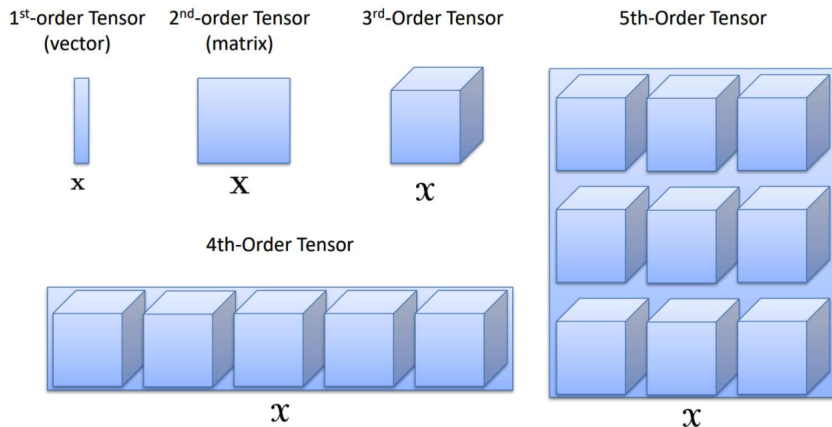 1st-order Tensor
(vector)
2nd-order Tensor
(matrix)
3rd-Order Tensor
5th-Order Tensor
x
X
𝒳
4th-Order Tensor
𝒳
𝒳